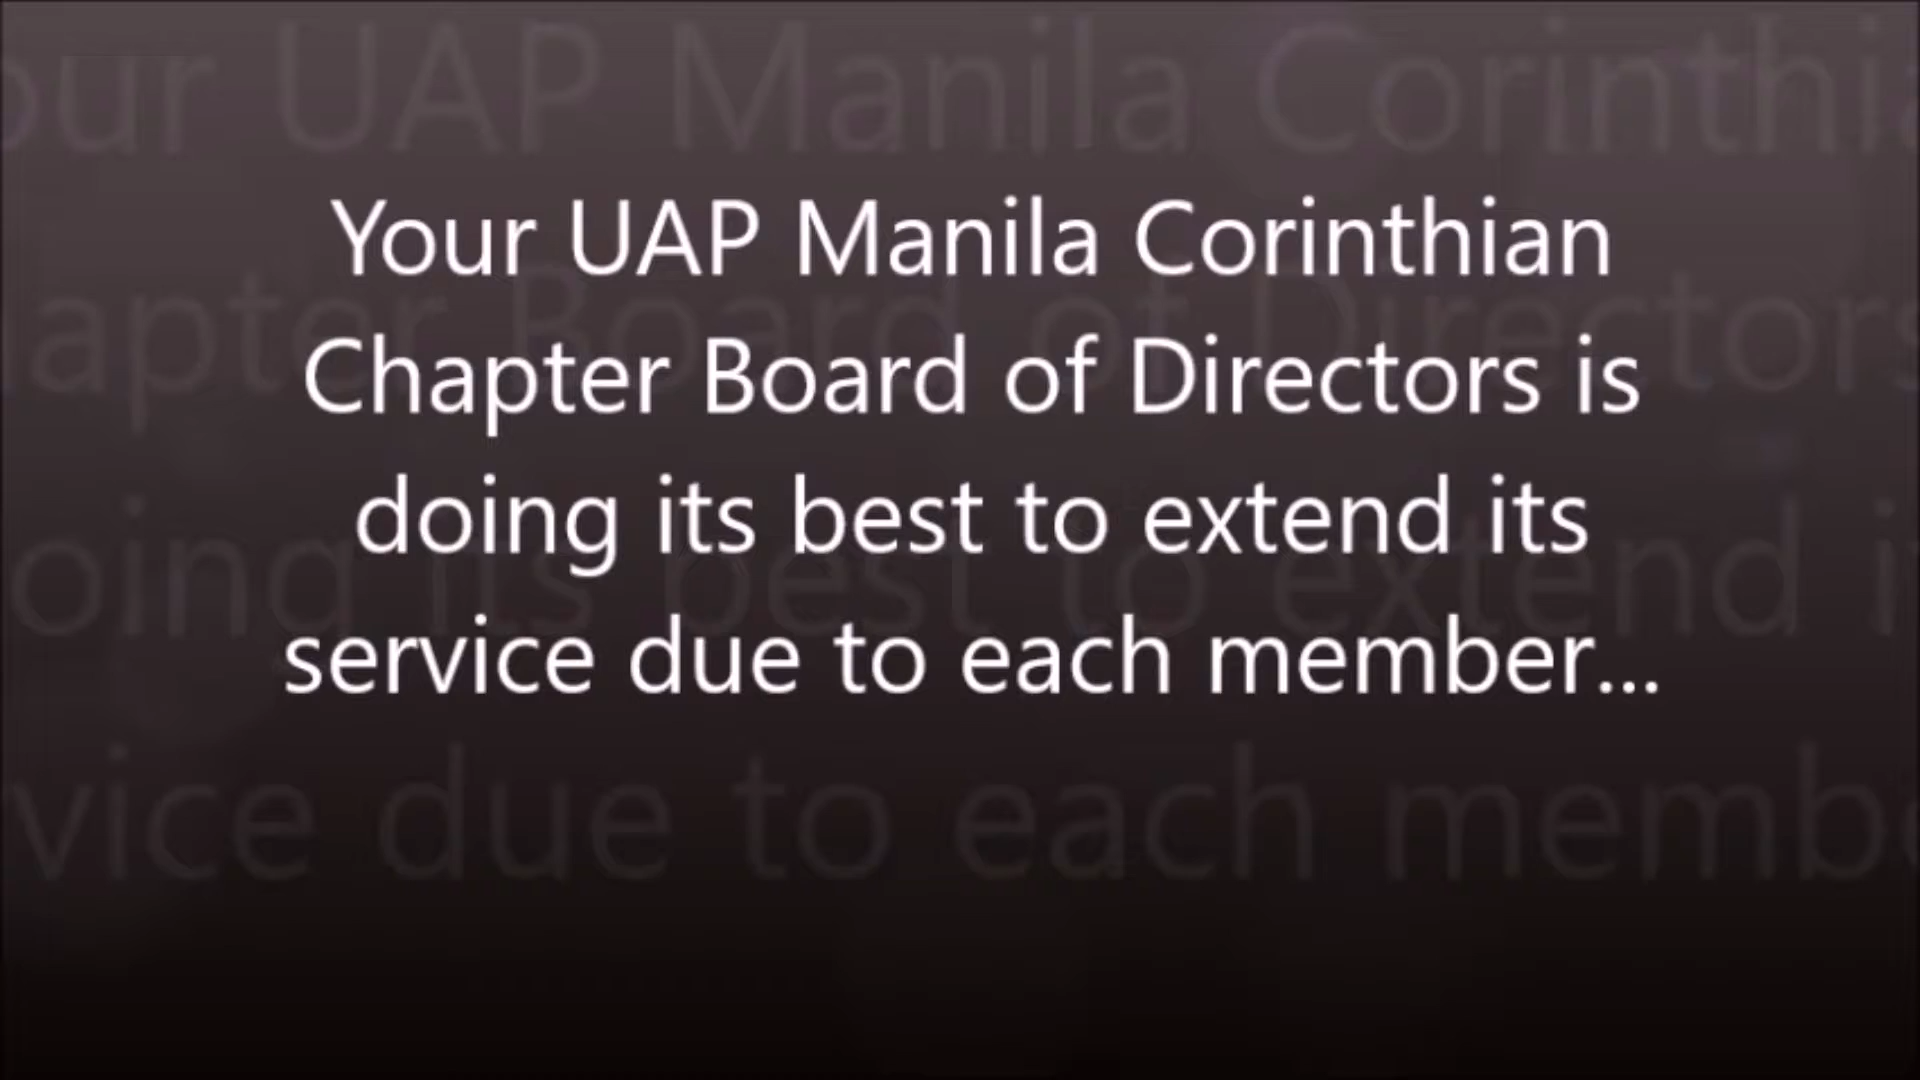 Your UAP Manila Corinthian
Chapter Board of Directors is
doing its best to extend its
service due to each member...